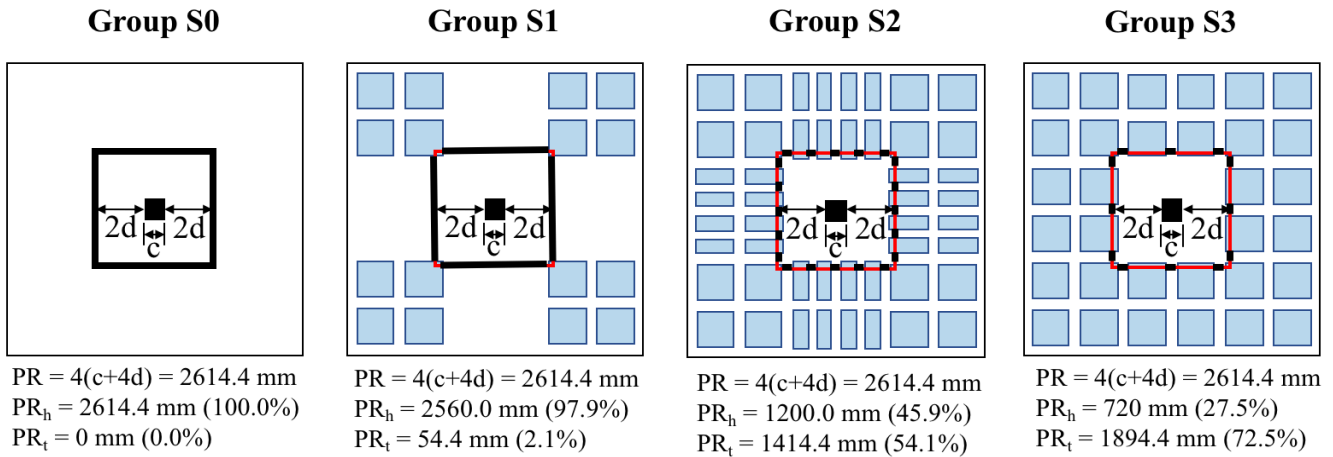 Group S0
Group S1
Group S2
Group S3
2d
2d
c
2d
2d
c
2d
2d
c
2d
2d
c
PR = 4(c+4d) = 2614.4 mm
PRₕ = 2614.4 mm (100.0%)
PRₜ = 0 mm (0.0%)
PR = 4(c+4d) = 2614.4 mm
PRₕ = 2560.0 mm (97.9%)
PRₜ = 54.4 mm (2.1%)
PR = 4(c+4d) = 2614.4 mm
PRₕ = 1200.0 mm (45.9%)
PRₜ = 1414.4 mm (54.1%)
PR = 4(c+4d) = 2614.4 mm
PRₕ = 720 mm (27.5%)
PRₜ = 1894.4 mm (72.5%)